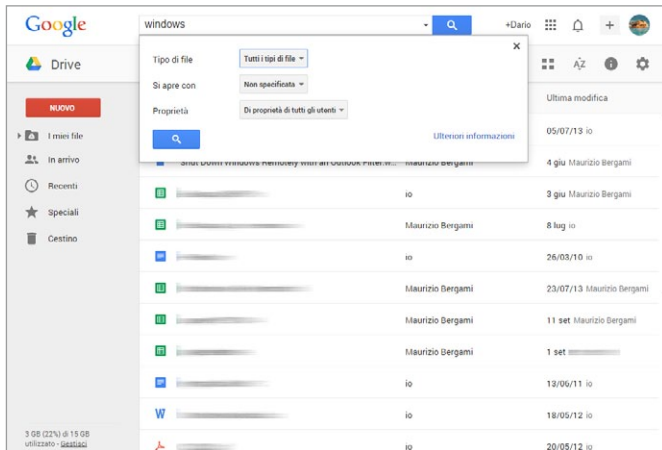 Google
windows
+Dario
Drive
NUOVO
I miei file
In arrivo
Recenti
Speciali
Cestino
Tipo di file
Tutti i tipi di file
Si apre con
Non specificata
Proprietà
Di proprietà di tutti gli utenti
Ulteriori informazioni
AZ
Ultima modifica
05/07/13 io
Shut Down Windows Remotely with an Outlook Filter... Maurizio Bergami 4 giu Maurizio Bergami
io 3 giu Maurizio Bergami
Maurizio Bergami 8 lug io
io 26/03/10 io
Maurizio Bergami 23/07/13 Maurizio Bergami
Maurizio Bergami 11 set Maurizio Bergami
Maurizio Bergami 1 set
io 13/06/11 io
W io 18/05/12 io
io 20/05/12 io
3 GB (22%) di 15 GB
utilizzato - Gestisci